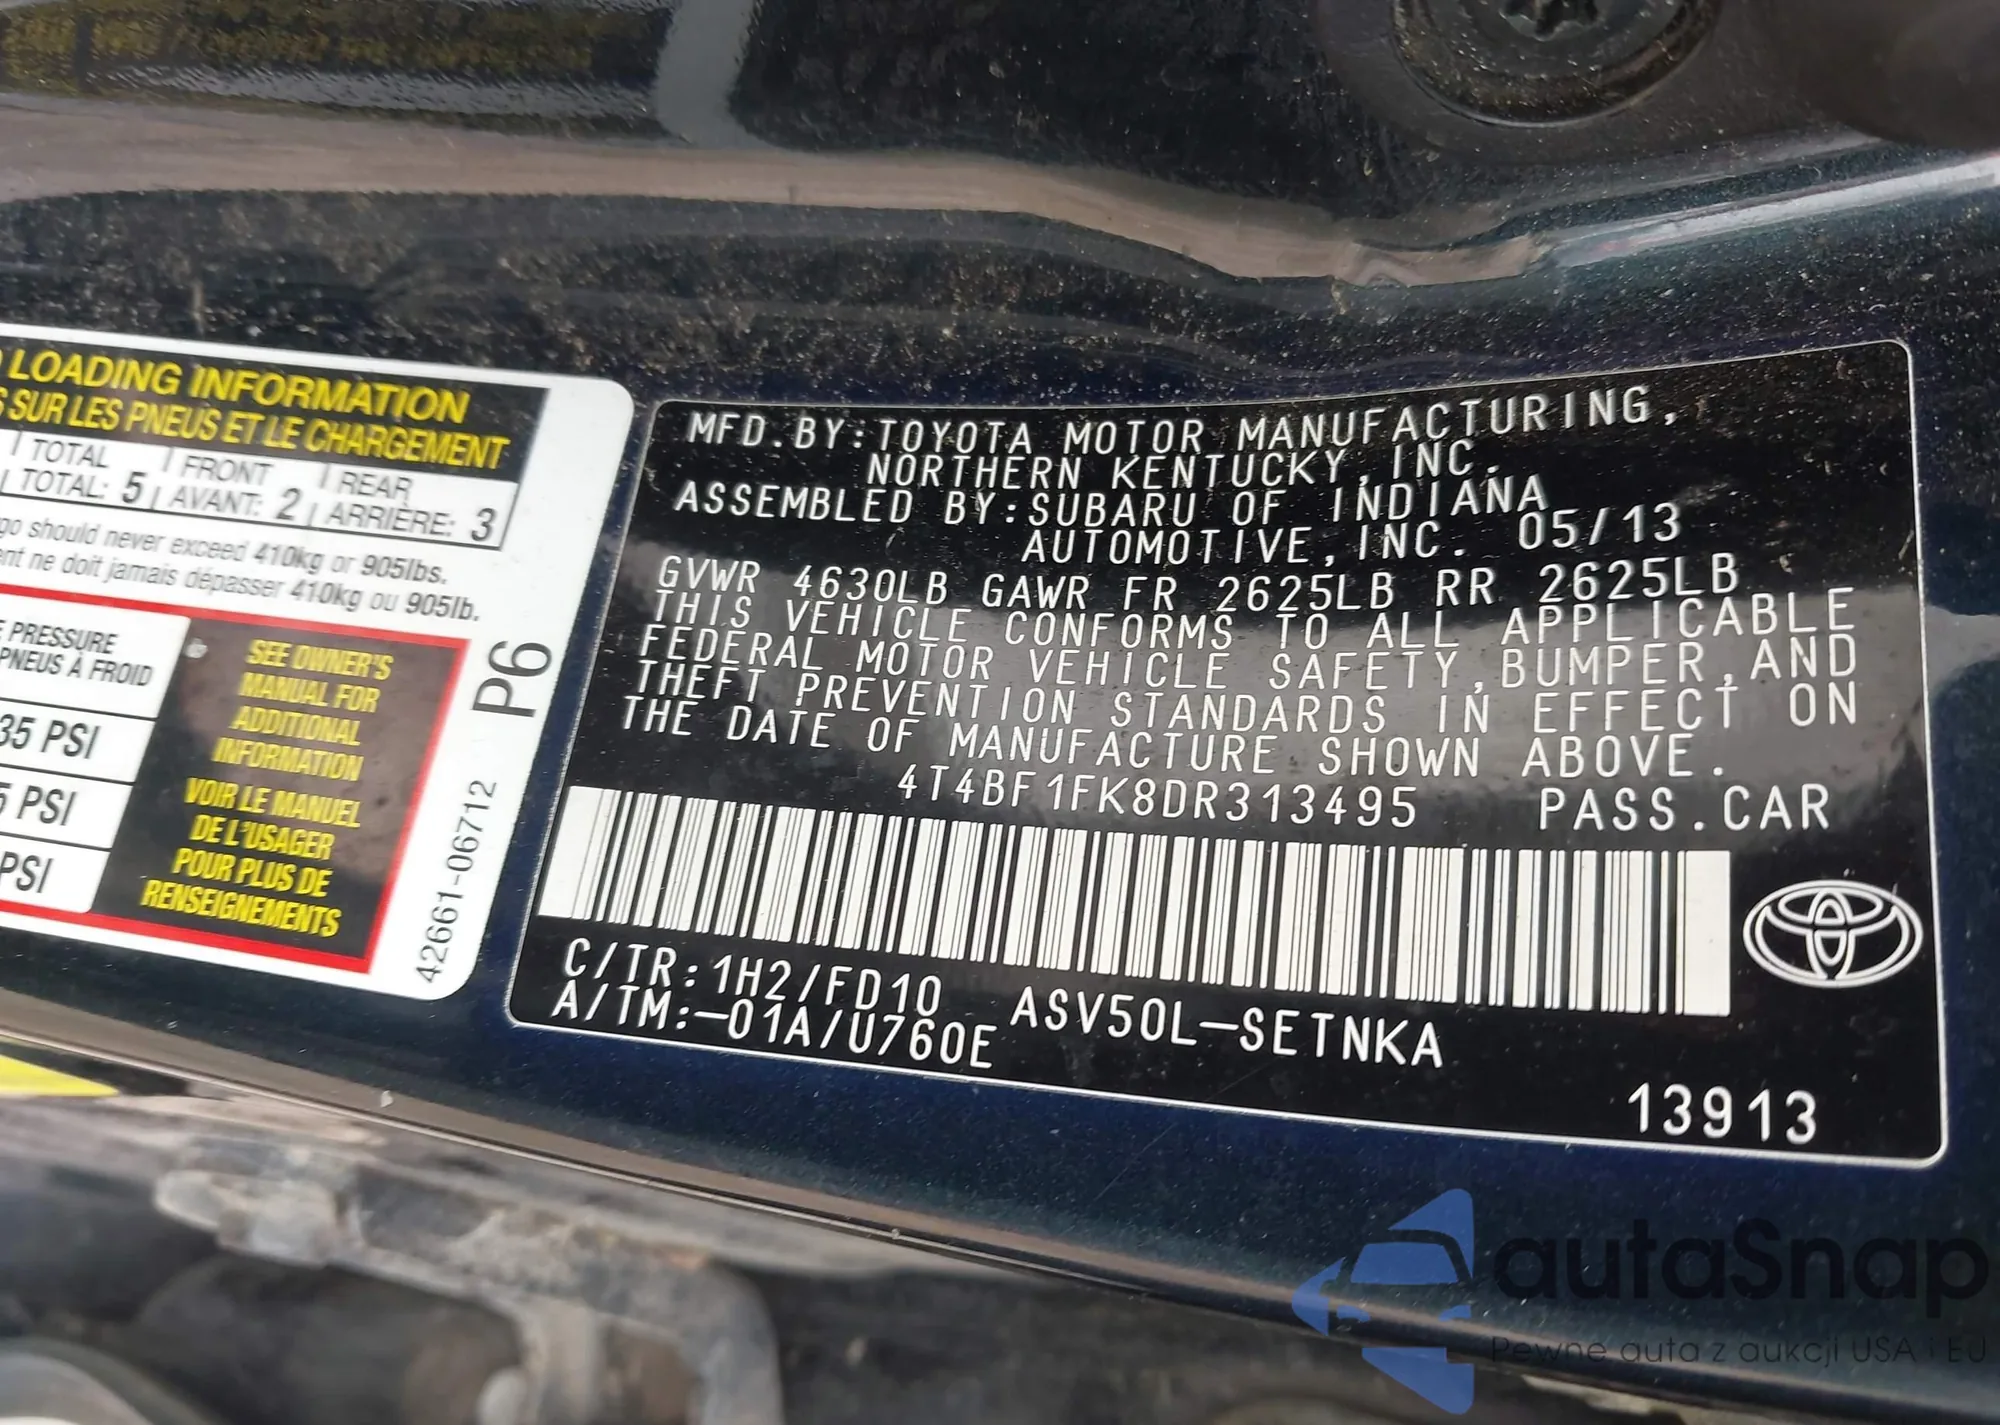 LOADING INFORMATION
SUR LES PNEUS ET LE CHARGEMENT
TOTAL FRONT REAR
TOTAL: 5 AVANT: 2 ARRIÈRE: 3
should never exceed 410kg or 905lbs.
ne doit jamais dépasser 410kg ou 905lb.
PRESSURE
PNEUS À FROID
35 PSI
PSI
PSI
SEE OWNER'S
MANUAL FOR
ADDITIONAL
INFORMATION
VOIR LE MANUEL
DE L'USAGER
POUR PLUS DE
RENSEIGNEMENTS
P6
42661-06712
MFD.BY:TOYOTA MOTOR MANUFACTURING,
NORTHERN KENTUCKY,INC.
ASSEMBLED BY:SUBARU OF INDIANA
AUTOMOTIVE,INC. 05/13
GVWR 4630LB GAWR FR 2625LB RR 2625LB
THIS VEHICLE CONFORMS TO ALL APPLICABLE
FEDERAL MOTOR VEHICLE SAFETY,BUMPER,AND
THEFT PREVENTION STANDARDS IN EFFECT ON
THE DATE OF MANUFACTURE SHOWN ABOVE.
4T4BF1FK8DR313495 PASS.CAR
C/TR:1H2/FD10 ASV50L-SETNKA
A/TM:-01A/U760E
13913
autaSnap
Pewne auta z aukcji USA i EU